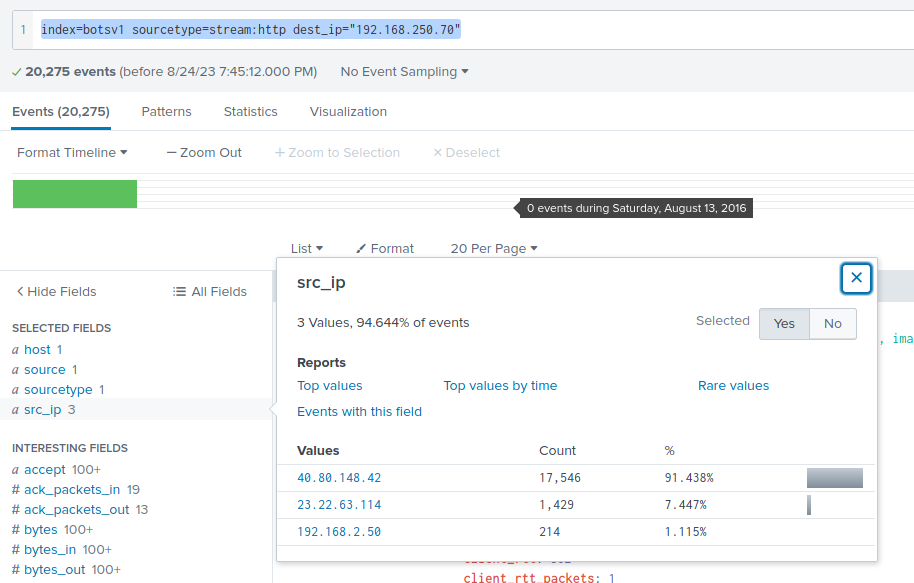 1 index=botsv1 sourcetype=stream:http dest_ip="192.168.250.70"
✓ 20,275 events (before 8/24/23 7:45:12.000 PM) No Event Sampling ▾
Events (20,275) Patterns Statistics Visualization
Format Timeline ▾ — Zoom Out + Zoom to Selection × Deselect
0 events during Saturday, August 13, 2016
List ▾ Format 20 Per Page ▾
< Hide Fields All Fields
SELECTED FIELDS
a host 1
a source 1
a sourcetype 1
a src_ip 3
INTERESTING FIELDS
a accept 100+
# ack_packets_in 19
# ack_packets_out 13
# bytes 100+
# bytes_in 100+
# bytes_out 100+
src_ip ×
3 Values, 94.644% of events Selected Yes No
Reports
Top values Top values by time Rare values
Events with this field
Values Count %
40.80.148.42 17,546 91.438%
23.22.63.114 1,429 7.447%
192.168.2.50 214 1.115%
, ima
client_rtt_packets: 1